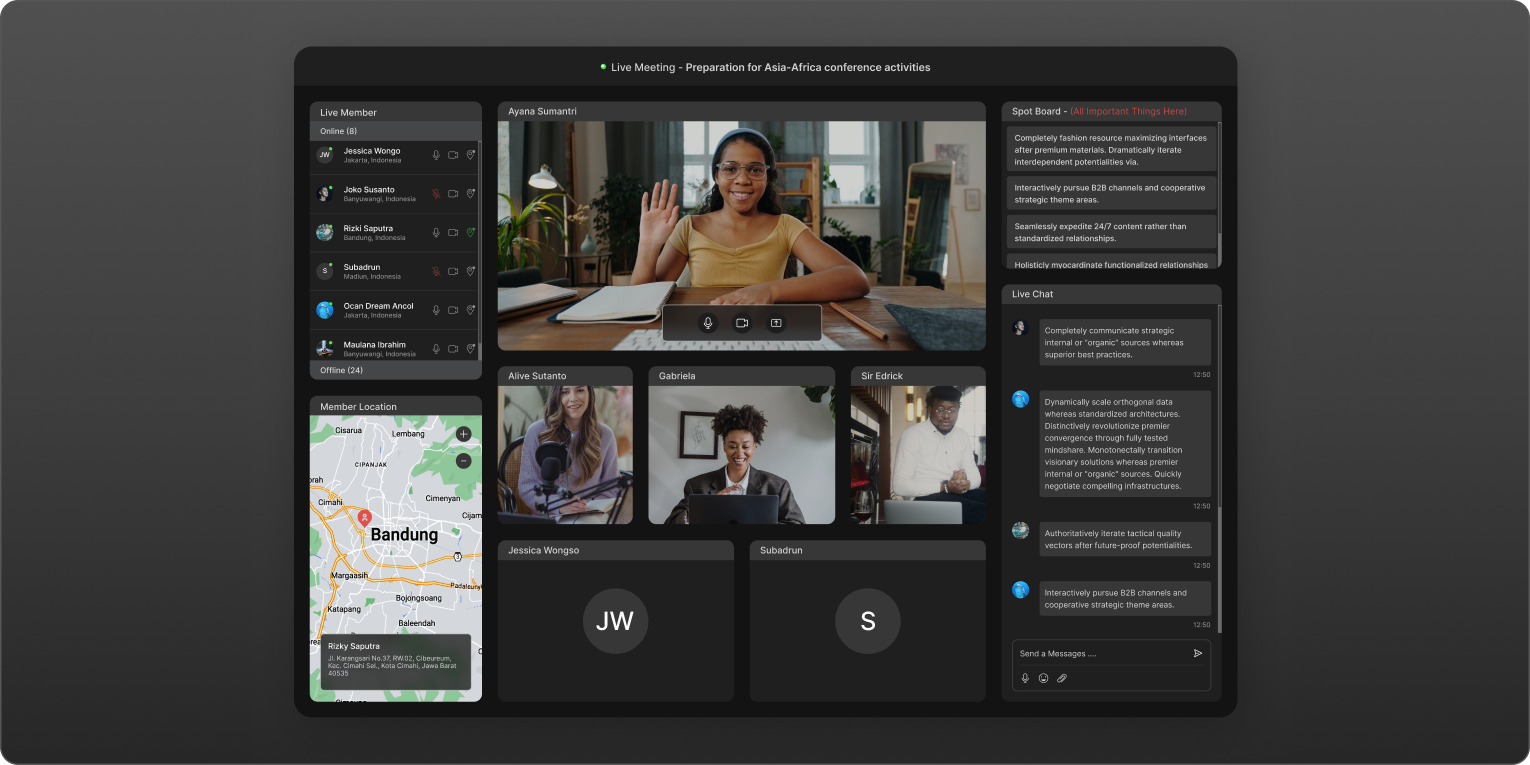 Live Meeting - Preparation for Asia-Africa conference activities
Live Member
Online (8)
JW
Jessica Wongo
Jakarta, Indonesia
Joko Susanto
Banyuwangi, Indonesia
Rizki Saputra
Bandung, Indonesia
S
Subadrun
Madiun, Indonesia
Ocan Dream Ancol
Jakarta, Indonesia
Maulana Ibrahim
Banyuwangi, Indonesia
Offline (24)
Member Location
Cisarua
Lembang
CIPANJAK
Cimenyan
Cimahi
Cijam
Bandung
3
Margaasih
Padaleuny
Bojongsoang
Katapang
Baleendah
Rizky Saputra
Jl. Karangsari No.37, RW.02, Cibeureum,
Kec. Cimahi Sel., Kota Cimahi, Jawa Barat
40535
Ayana Sumantri
Alive Sutanto
Gabriela
Sir Edrick
Jessica Wongso
JW
Subadrun
S
Spot Board - (All Important Things Here)
Completely fashion resource maximizing interfaces
after premium materials. Dramatically iterate
interdependent potentialities via.
Interactively pursue B2B channels and cooperative
strategic theme areas.
Seamlessly expedite 24/7 content rather than
standardized relationships.
Holisticly myocardinate functionalized relationships
Live Chat
Completely communicate strategic
internal or "organic" sources whereas
superior best practices.
12:50
Dynamically scale orthogonal data
whereas standardized architectures.
Distinctively revolutionize premier
convergence through fully tested
mindshare. Monotonectally transition
visionary solutions whereas premier
internal or "organic" sources. Quickly
negotiate compelling infrastructures.
12:50
Authoritatively iterate tactical quality
vectors after future-proof potentialities.
12:50
Interactively pursue B2B channels and
cooperative strategic theme areas.
12:50
Send a Messages ....